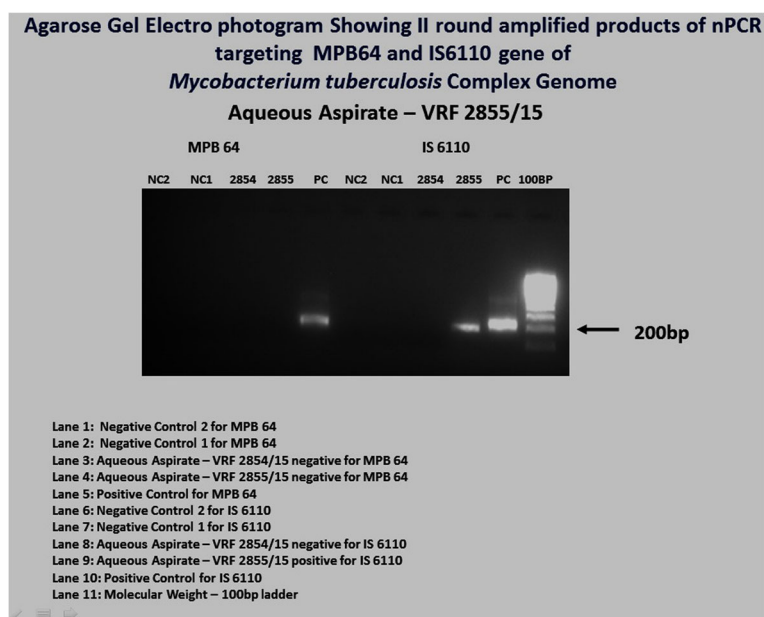 Agarose Gel Electro photogram Showing II round amplified products of nPCR
targeting MPB64 and IS6110 gene of
Mycobacterium tuberculosis Complex Genome
Aqueous Aspirate – VRF 2855/15
MPB 64 IS 6110
NC2 NC1 2854 2855 PC NC2 NC1 2854 2855 PC 100BP
200bp
Lane 1: Negative Control 2 for MPB 64
Lane 2: Negative Control 1 for MPB 64
Lane 3: Aqueous Aspirate – VRF 2854/15 negative for MPB 64
Lane 4: Aqueous Aspirate – VRF 2855/15 negative for MPB 64
Lane 5: Positive Control for MPB 64
Lane 6: Negative Control 2 for IS 6110
Lane 7: Negative Control 1 for IS 6110
Lane 8: Aqueous Aspirate – VRF 2854/15 negative for IS 6110
Lane 9: Aqueous Aspirate – VRF 2855/15 positive for IS 6110
Lane 10: Positive Control for IS 6110
Lane 11: Molecular Weight – 100bp ladder